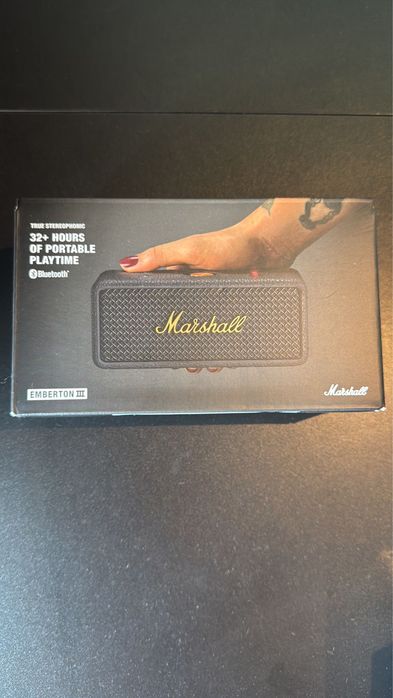 TRUE STEREOPHONIC
32+ HOURS
OF PORTABLE
PLAYTIME
Bluetooth®
Marshall
EMBERTON III
Marshall